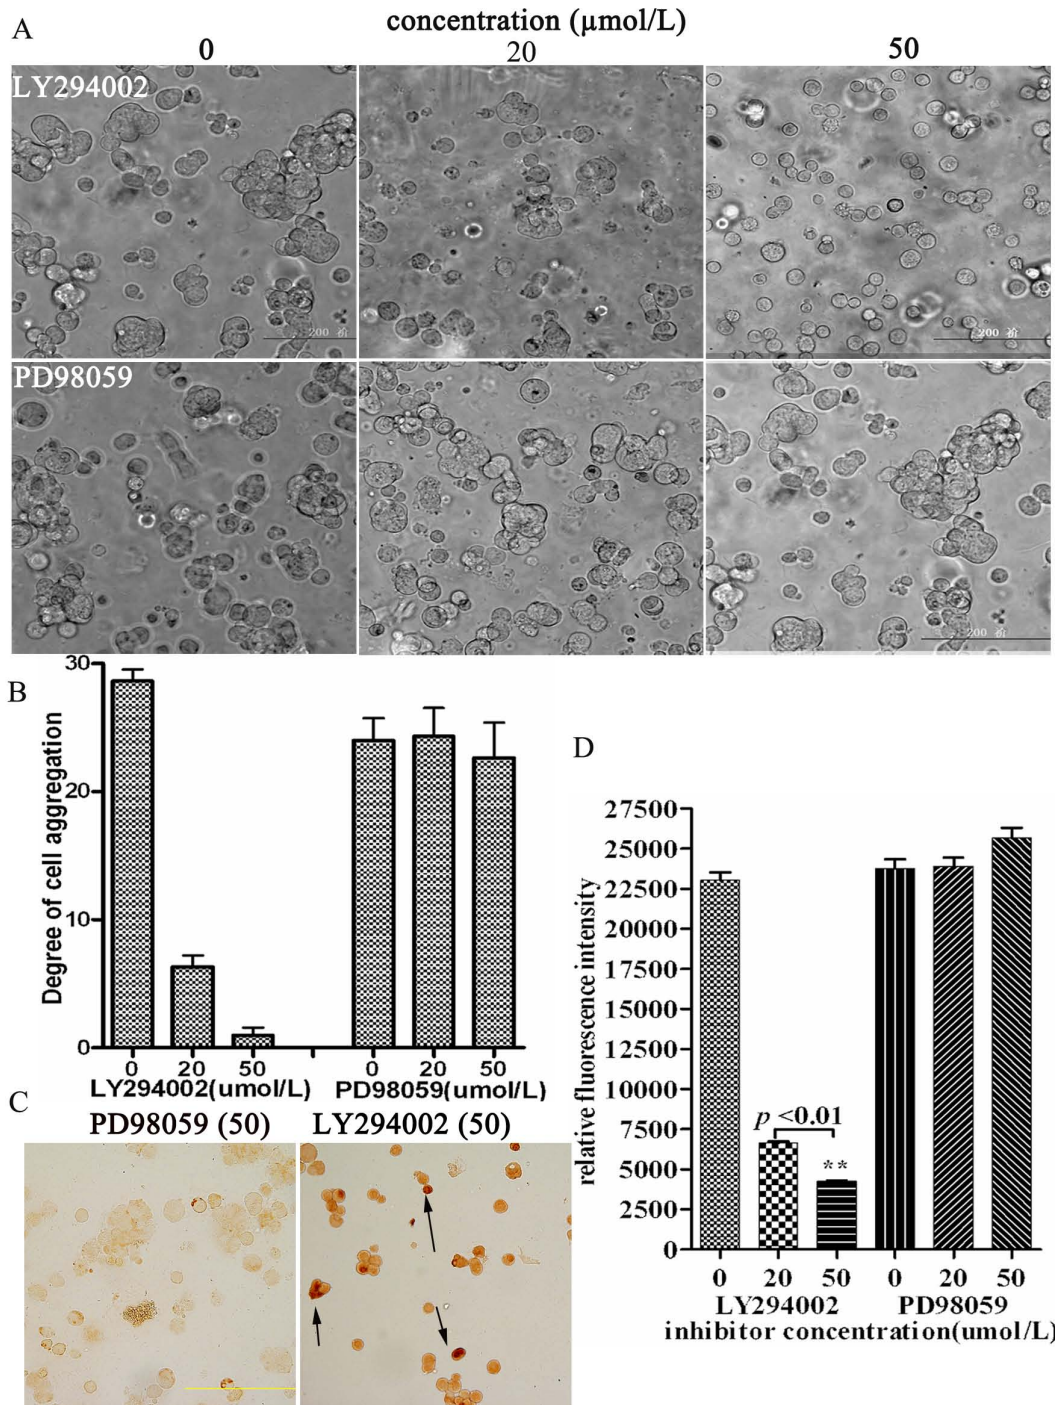 A
concentration (μmol/L)
0
20
50
LY294002
200
200
PD98059
200
B
Degree of cell aggregation
30
20
10
0
0
20
50
0
20
50
LY294002(umol/L)
PD98059(umol/L)
C
PD98059 (50)
LY294002 (50)
D
relative fluorescence intensity
27500
25000
22500
20000
17500
15000
12500
10000
7500
5000
2500
0
p <0.01
**
0
20
50
0
20
50
LY294002
PD98059
inhibitor concentration(umol/L)